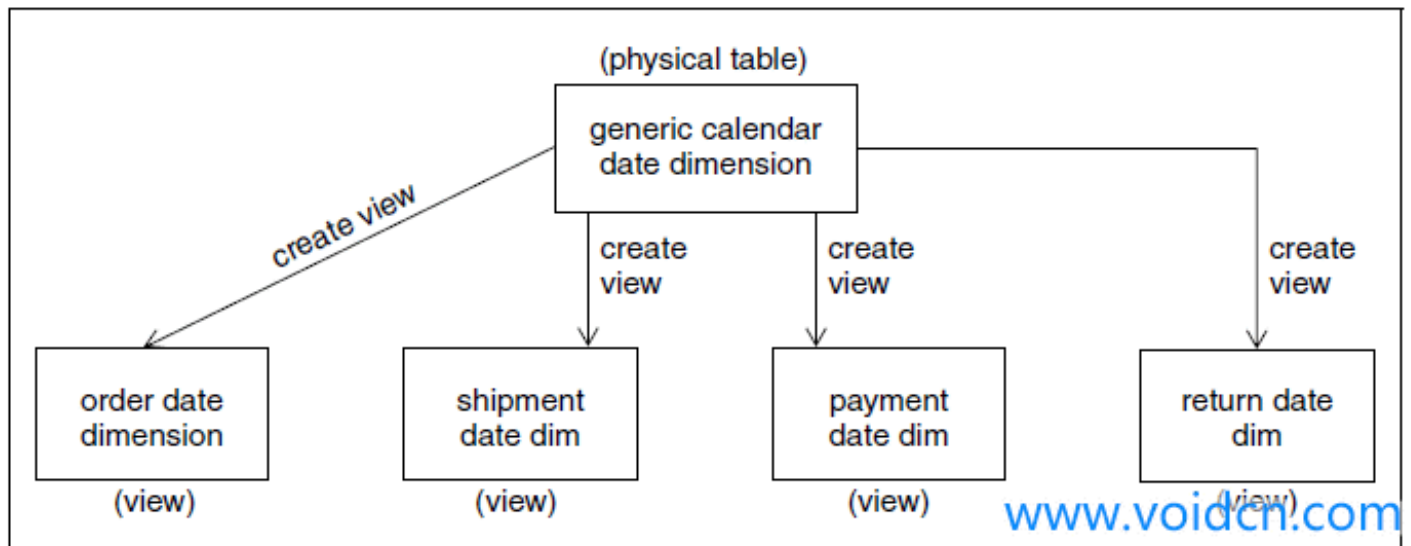 (physical table)
generic calendar
date dimension
create view
create
view
create
view
create
view
order date
dimension
shipment
date dim
payment
date dim
return date
dim
(view)
(view)
(view)
(view)
www.voidcn.com